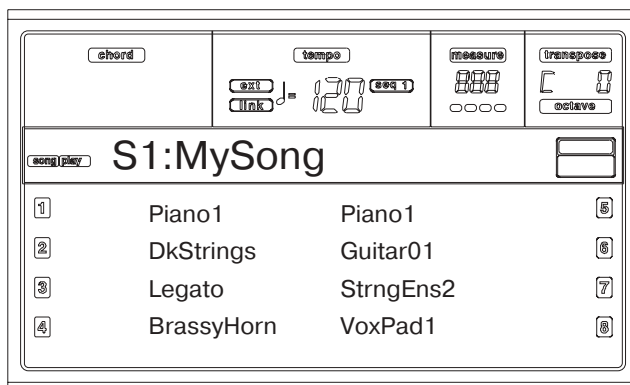 chord tempo measure transpose
ext ♩= 120 seq 1 888 C 0
link octave
song play S1:MySong
1 Piano1 Piano1 5
2 DkStrings Guitar01 6
3 Legato StrngEns2 7
4 BrassyHorn VoxPad1 8